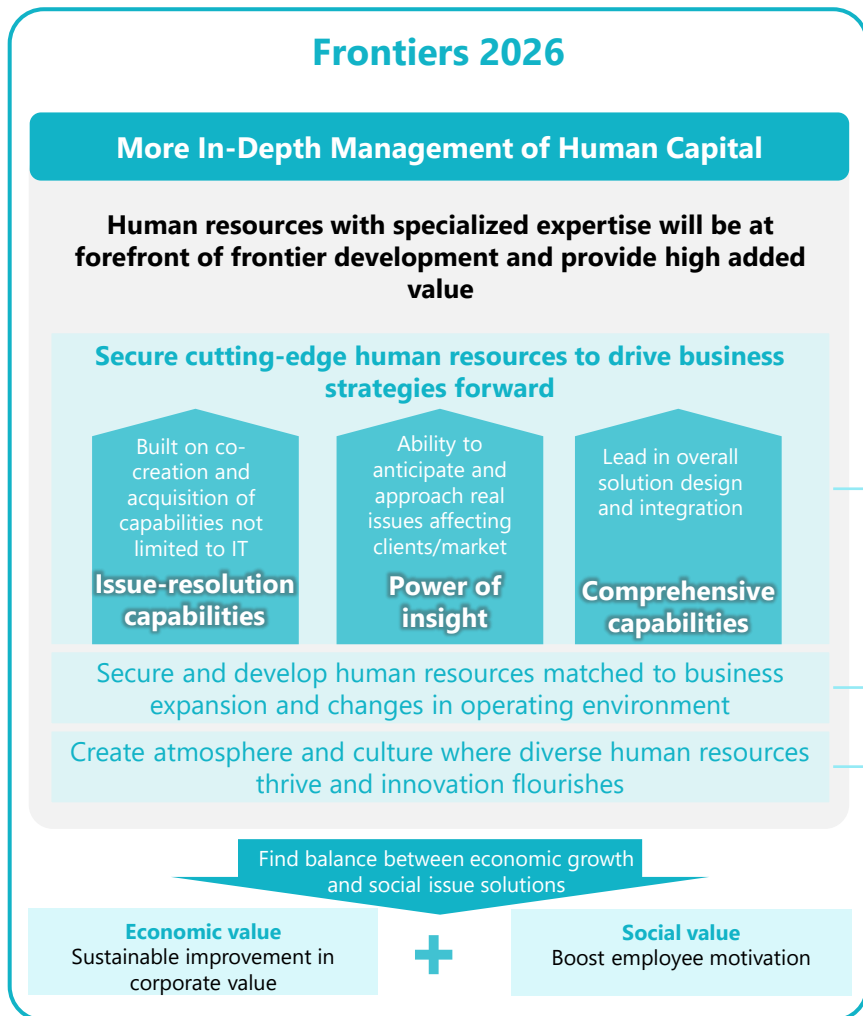 Frontiers 2026
More In-Depth Management of Human Capital
Human resources with specialized expertise will be at
forefront of frontier development and provide high added
value
Secure cutting-edge human resources to drive business
strategies forward
Built on co-
creation and
acquisition of
capabilities not
limited to IT
Issue-resolution
capabilities
Ability to
anticipate and
approach real
issues affecting
clients/market
Power of
insight
Lead in overall
solution design
and integration
Comprehensive
capabilities
Secure and develop human resources matched to business
expansion and changes in operating environment
Create atmosphere and culture where diverse human resources
thrive and innovation flourishes
Find balance between economic growth
and social issue solutions
Economic value
Sustainable improvement in
corporate value
+
Social value
Boost employee motivation